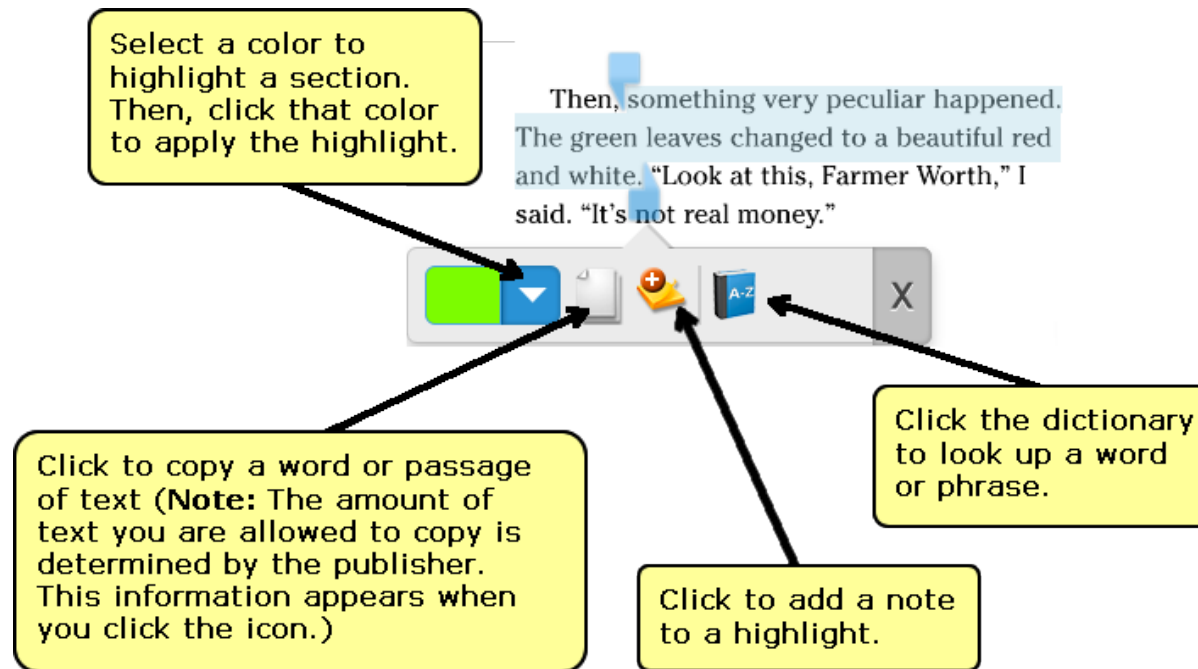 Select a color to
highlight a section.
Then, click that color
to apply the highlight.
Then, something very peculiar happened.
The green leaves changed to a beautiful red
and white. “Look at this, Farmer Worth,” I
said. “It’s not real money.”
A-Z
X
Click the dictionary
to look up a word
or phrase.
Click to copy a word or passage
of text (Note: The amount of
text you are allowed to copy is
determined by the publisher.
This information appears when
you click the icon.)
Click to add a note
to a highlight.